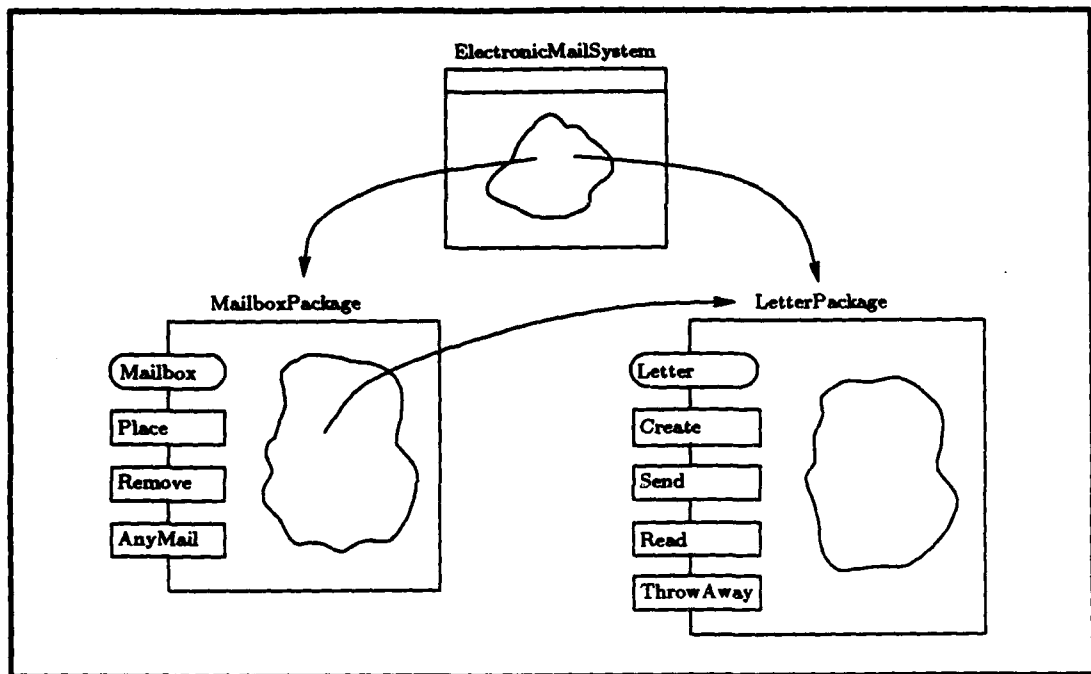 ElectronicMailSystem
MailboxPackage
Mailbox
Place
Remove
AnyMail
LetterPackage
Letter
Create
Send
Read
ThrowAway